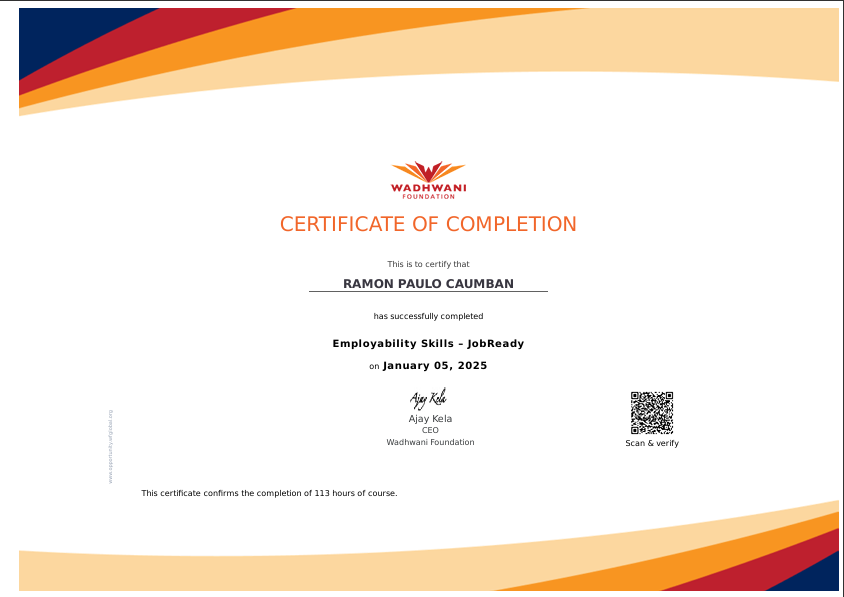 WADHWANI
FOUNDATION
CERTIFICATE OF COMPLETION
This is to certify that
RAMON PAULO CAUMBAN
has successfully completed
Employability Skills – JobReady
on January 05, 2025
Ajay Kela
Ajay Kela
CEO
Wadhwani Foundation
Scan & verify
This certificate confirms the completion of 113 hours of course.